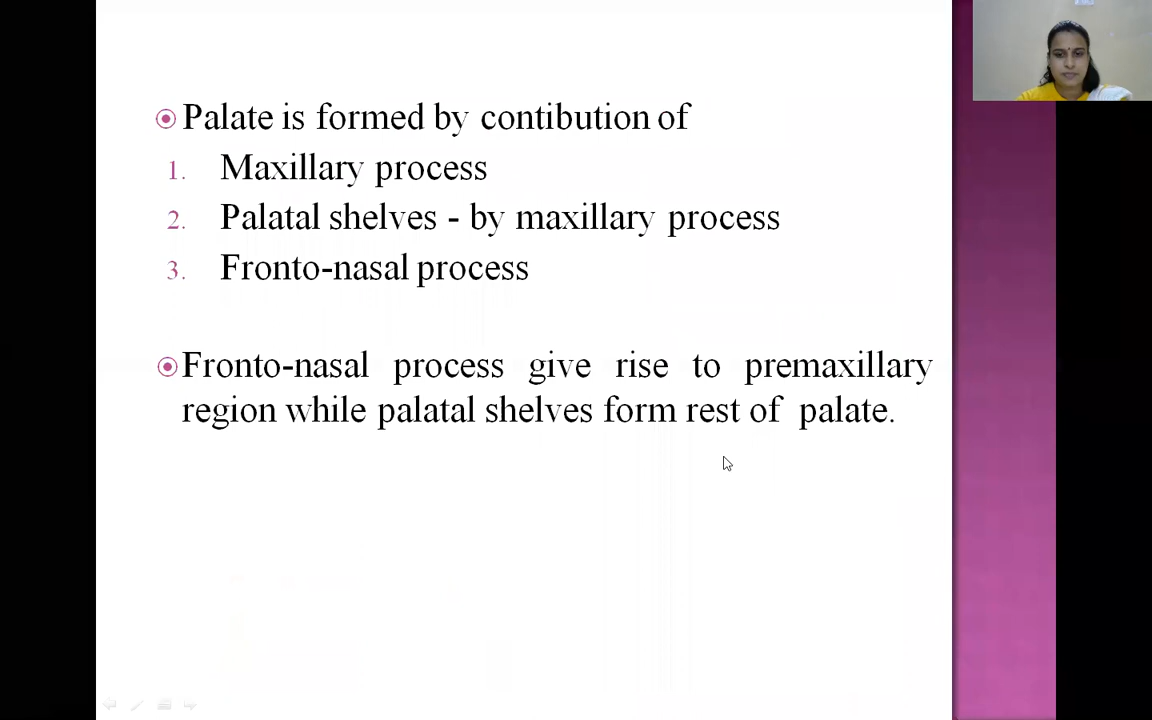 Palate is formed by contibution of
1. Maxillary process
2. Palatal shelves - by maxillary process
3. Fronto-nasal process
Fronto-nasal process give rise to premaxillary
region while palatal shelves form rest of palate.